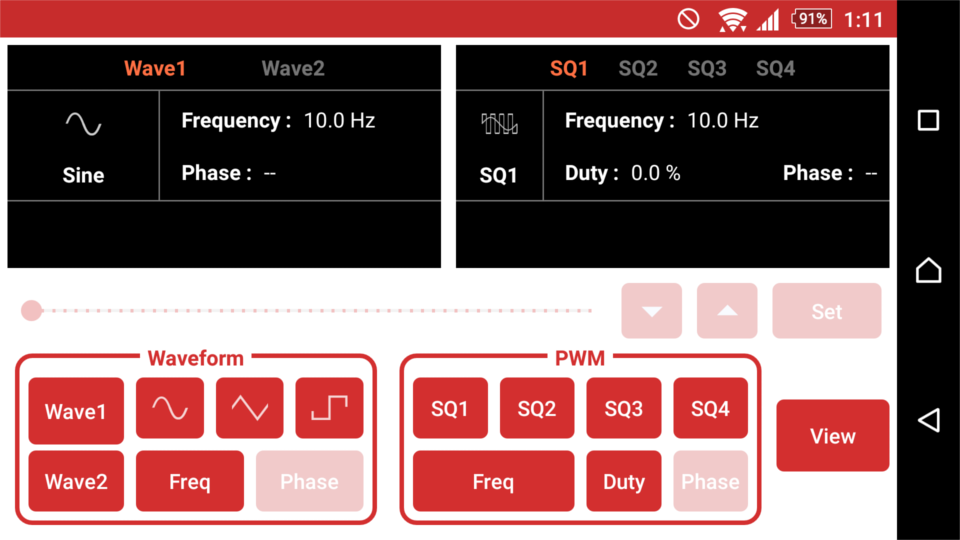 91% 1:11
Wave1 Wave2
Frequency : 10.0 Hz
Sine
Phase : --
SQ1 SQ2 SQ3 SQ4
Frequency : 10.0 Hz
SQ1
Duty : 0.0 % Phase : --
Set
Waveform
Wave1
Wave2 Freq Phase
PWM
SQ1 SQ2 SQ3 SQ4
Freq Duty Phase
View